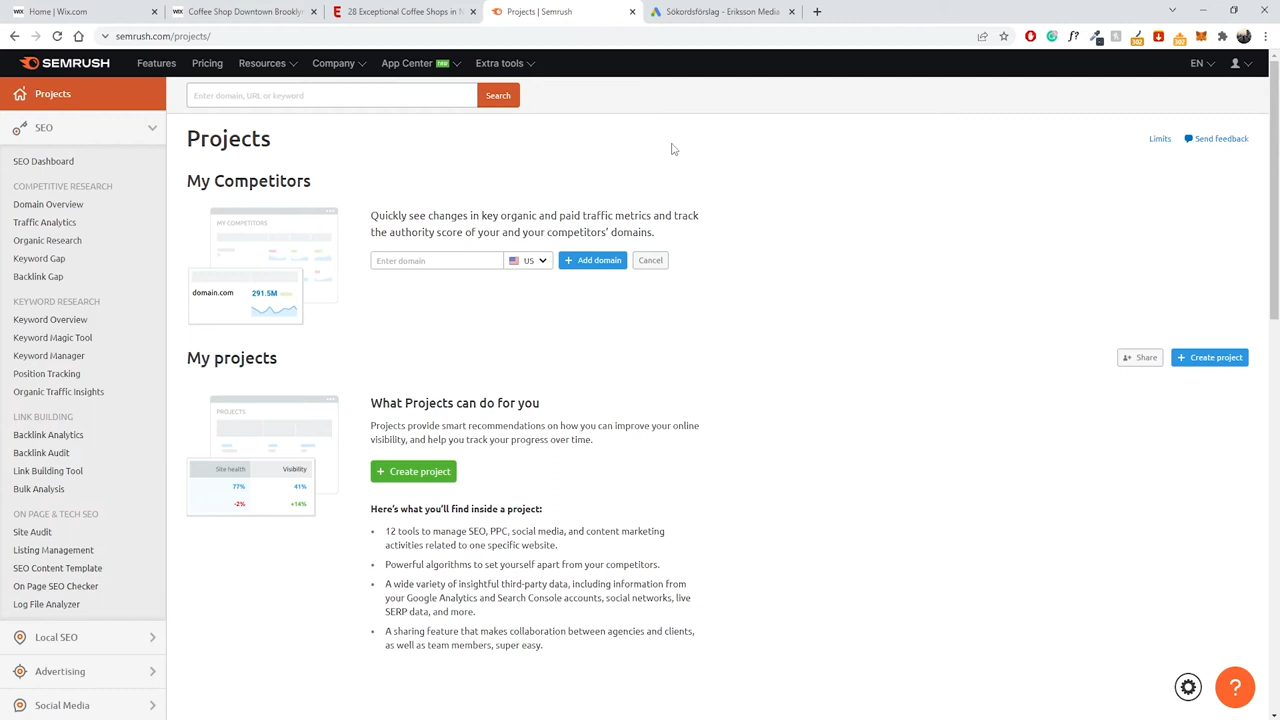 Home | Wix.com
Coffee Shop Downtown Brooklyn
28 Exceptional Coffee Shops in N
Projects | Semrush
Sökordsförslag - Eriksson Media
semrush.com/projects/
SEMRUSH
Features
Pricing
Resources
Company
App Center
new
Extra tools
EN
Projects
Enter domain, URL or keyword
Search
SEO
SEO Dashboard
COMPETITIVE RESEARCH
Domain Overview
Traffic Analytics
Organic Research
Keyword Gap
Backlink Gap
KEYWORD RESEARCH
Keyword Overview
Keyword Magic Tool
Keyword Manager
Position Tracking
Organic Traffic Insights
LINK BUILDING
Backlink Analytics
Backlink Audit
Link Building Tool
Bulk Analysis
ON PAGE & TECH SEO
Site Audit
Listing Management
SEO Content Template
On Page SEO Checker
Log File Analyzer
Local SEO
Advertising
Social Media
Projects
Limits
Send feedback
My Competitors
MY COMPETITORS
domain.com
291.5M
Quickly see changes in key organic and paid traffic metrics and track
the authority score of your and your competitors' domains.
Enter domain
US
+ Add domain
Cancel
My projects
Share
+ Create project
PROJECTS
Site health
Visibility
77%
41%
-2%
+14%
What Projects can do for you
Projects provide smart recommendations on how you can improve your online
visibility, and help you track your progress over time.
+ Create project
Here's what you'll find inside a project:
• 12 tools to manage SEO, PPC, social media, and content marketing
activities related to one specific website.
• Powerful algorithms to set yourself apart from your competitors.
• A wide variety of insightful third-party data, including information from
your Google Analytics and Search Console accounts, social networks, live
SERP data, and more.
• A sharing feature that makes collaboration between agencies and clients,
as well as team members, super easy.
?